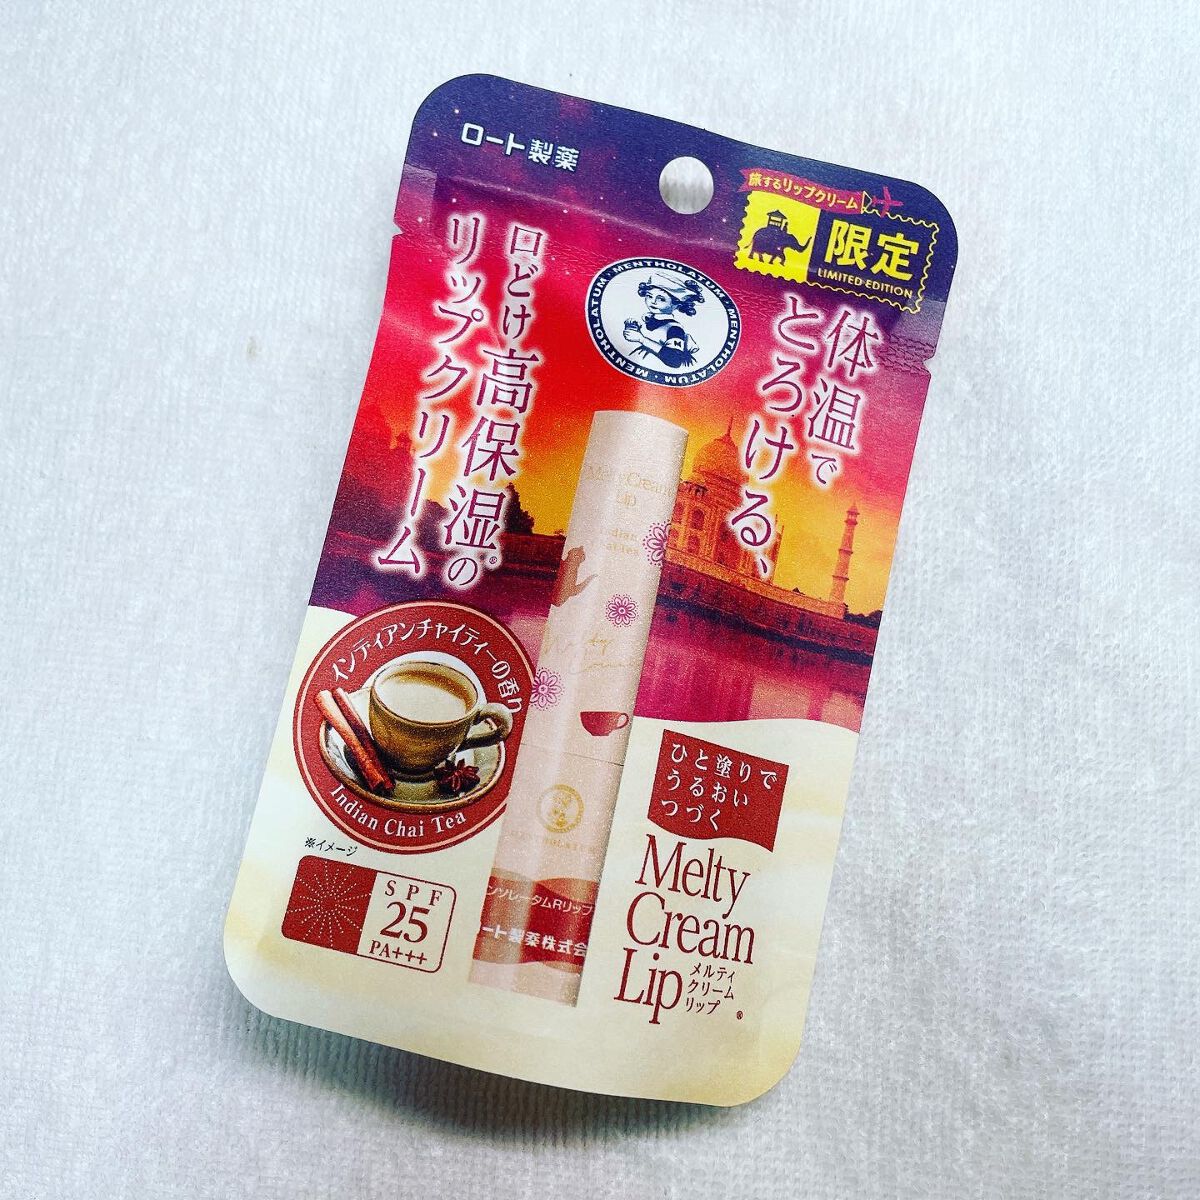 ロート製薬
旅するリップクリーム
限定
LIMITED EDITION
MENTHOLATUM・MENTHOLATUM・MENTHOLATUM・
体温で
とろける、
口どけ高保湿®の
リップクリーム
Melty Cream
Lip
インディアンチャイティーの香り
Indian Chai Tea
※イメージ
SPF
25
PA+++
ンソレータムRリップ
ロート製薬株式会
ひと塗りで
うるおい
つづく
Melty
Cream
Lip
メルティ
クリーム
リップ
®